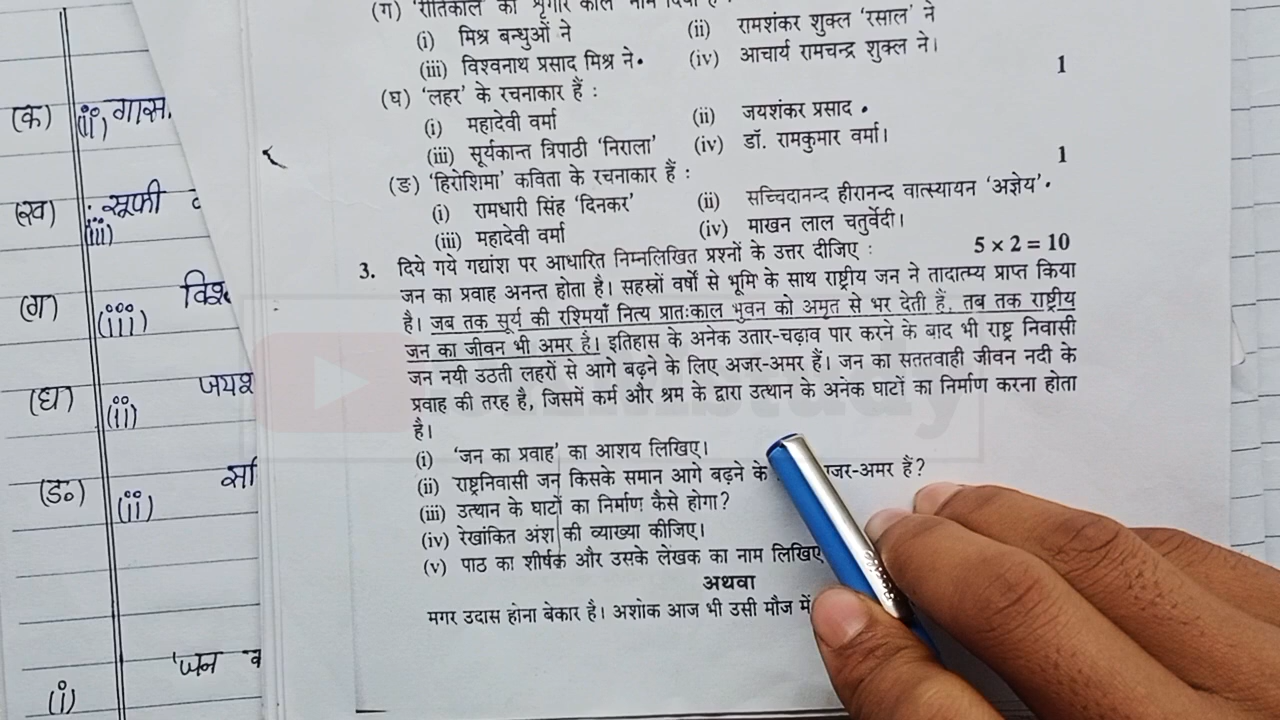 (ग) 'रीतिकाल' को शृंगार काल नाम दिया है :
(i) मिश्र बन्धुओं ने (ii) रामशंकर शुक्ल 'रसाल' ने
(iii) विश्वनाथ प्रसाद मिश्र ने (iv) आचार्य रामचन्द्र शुक्ल ने।
(घ) 'लहर' के रचनाकार हैं : 1
(i) महादेवी वर्मा (ii) जयशंकर प्रसाद
(iii) सूर्यकान्त त्रिपाठी 'निराला' (iv) डॉ. रामकुमार वर्मा।
(ङ) 'हिरोशिमा' कविता के रचनाकार हैं : 1
(i) रामधारी सिंह 'दिनकर' (ii) सच्चिदानन्द हीरानन्द वात्स्यायन 'अज्ञेय'
(iii) महादेवी वर्मा (iv) माखन लाल चतुर्वेदी।
3. दिये गये गद्यांश पर आधारित निम्नलिखित प्रश्नों के उत्तर दीजिए : 5 × 2 = 10
जन का प्रवाह अनन्त होता है। सहस्रों वर्षों से भूमि के साथ राष्ट्रीय जन ने तादात्म्य प्राप्त किया
है। जब तक सूर्य की रश्मियाँ नित्य प्रातःकाल भुवन को अमृत से भर देती हैं, तब तक राष्ट्रीय
जन का जीवन भी अमर है। इतिहास के अनेक उतार-चढ़ाव पार करने के बाद भी राष्ट्र निवासी
जन नयी उठती लहरों से आगे बढ़ने के लिए अजर-अमर हैं। जन का सततवाही जीवन नदी के
प्रवाह की तरह है, जिसमें कर्म और श्रम के द्वारा उत्थान के अनेक घाटों का निर्माण करना होता
है।
(i) 'जन का प्रवाह' का आशय लिखिए।
(ii) राष्ट्रनिवासी जन किसके समान आगे बढ़ने के अजर-अमर हैं?
(iii) उत्थान के घाटों का निर्माण कैसे होगा?
(iv) रेखांकित अंश की व्याख्या कीजिए।
(v) पाठ का शीर्षक और उसके लेखक का नाम लिखिए
अथवा
मगर उदास होना बेकार है। अशोक आज भी उसी मौज में
(क) (ii)
(ख) (iii) सूफी
(ग) (iii)
(घ) (ii) जयश
(ड०) (ii)
(i) 'जन